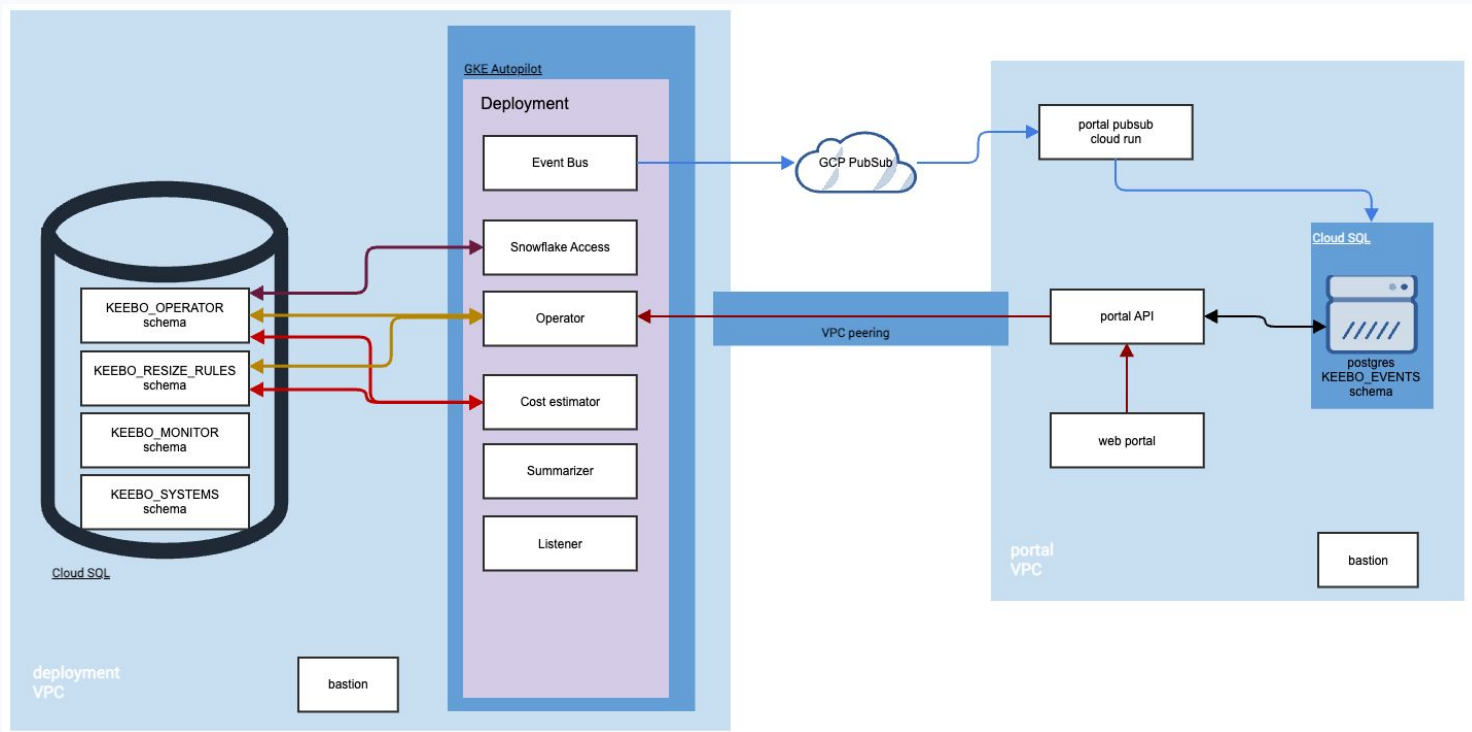 GKE Autopilot
Deployment
Event Bus
Snowflake Access
Operator
Cost estimator
Summarizer
Listener
KEEBO_OPERATOR
schema
KEEBO_RESIZE_RULES
schema
KEEBO_MONITOR
schema
KEEBO_SYSTEMS
schema
Cloud SQL
deployment
VPC
bastion
GCP PubSub
VPC peering
portal pubsub
cloud run
Cloud SQL
postgres
KEEBO_EVENTS
schema
portal API
web portal
portal
VPC
bastion